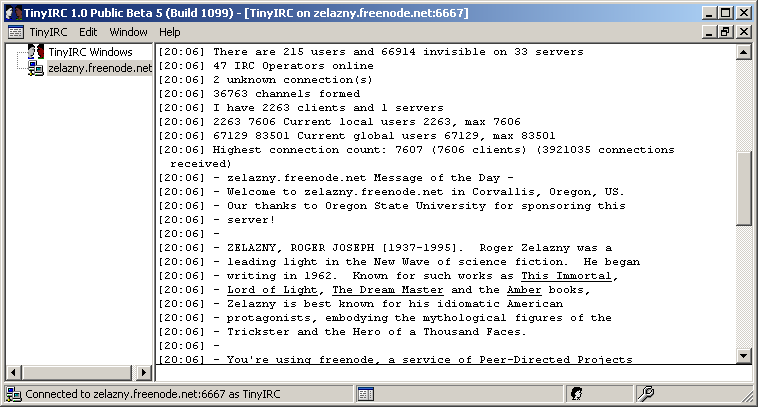 TinyIRC 1.0 Public Beta 5 (Build 1099) - [TinyIRC on zelazny.freenode.net:6667]
TinyIRC Edit Window Help
TinyIRC Windows
zelazny.freenode.net
[20:06] There are 215 users and 66914 invisible on 33 servers
[20:06] 47 IRC Operators online
[20:06] 2 unknown connection(s)
[20:06] 36763 channels formed
[20:06] I have 2263 clients and 1 servers
[20:06] 2263 7606 Current local users 2263, max 7606
[20:06] 67129 83501 Current global users 67129, max 83501
[20:06] Highest connection count: 7607 (7606 clients) (3921035 connections
received)
[20:06] - zelazny.freenode.net Message of the Day -
[20:06] - Welcome to zelazny.freenode.net in Corvallis, Oregon, US.
[20:06] - Our thanks to Oregon State University for sponsoring this
[20:06] - server!
[20:06] -
[20:06] - ZELAZNY, ROGER JOSEPH [1937-1995].  Roger Zelazny was a
[20:06] - leading light in the New Wave of science fiction.  He began
[20:06] - writing in 1962.  Known for such works as This Immortal,
[20:06] - Lord of Light, The Dream Master and the Amber books,
[20:06] - Zelazny is best known for his idiomatic American
[20:06] - protagonists, embodying the mythological figures of the
[20:06] - Trickster and the Hero of a Thousand Faces.
[20:06] -
[20:06] - You're using freenode, a service of Peer-Directed Projects
Connected to zelazny.freenode.net:6667 as TinyIRC